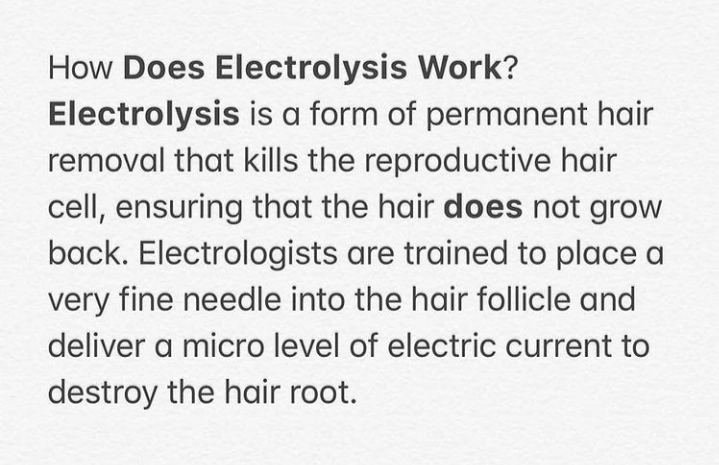 How Does Electrolysis Work?
Electrolysis is a form of permanent hair
removal that kills the reproductive hair
cell, ensuring that the hair does not grow
back. Electrologists are trained to place a
very fine needle into the hair follicle and
deliver a micro level of electric current to
destroy the hair root.